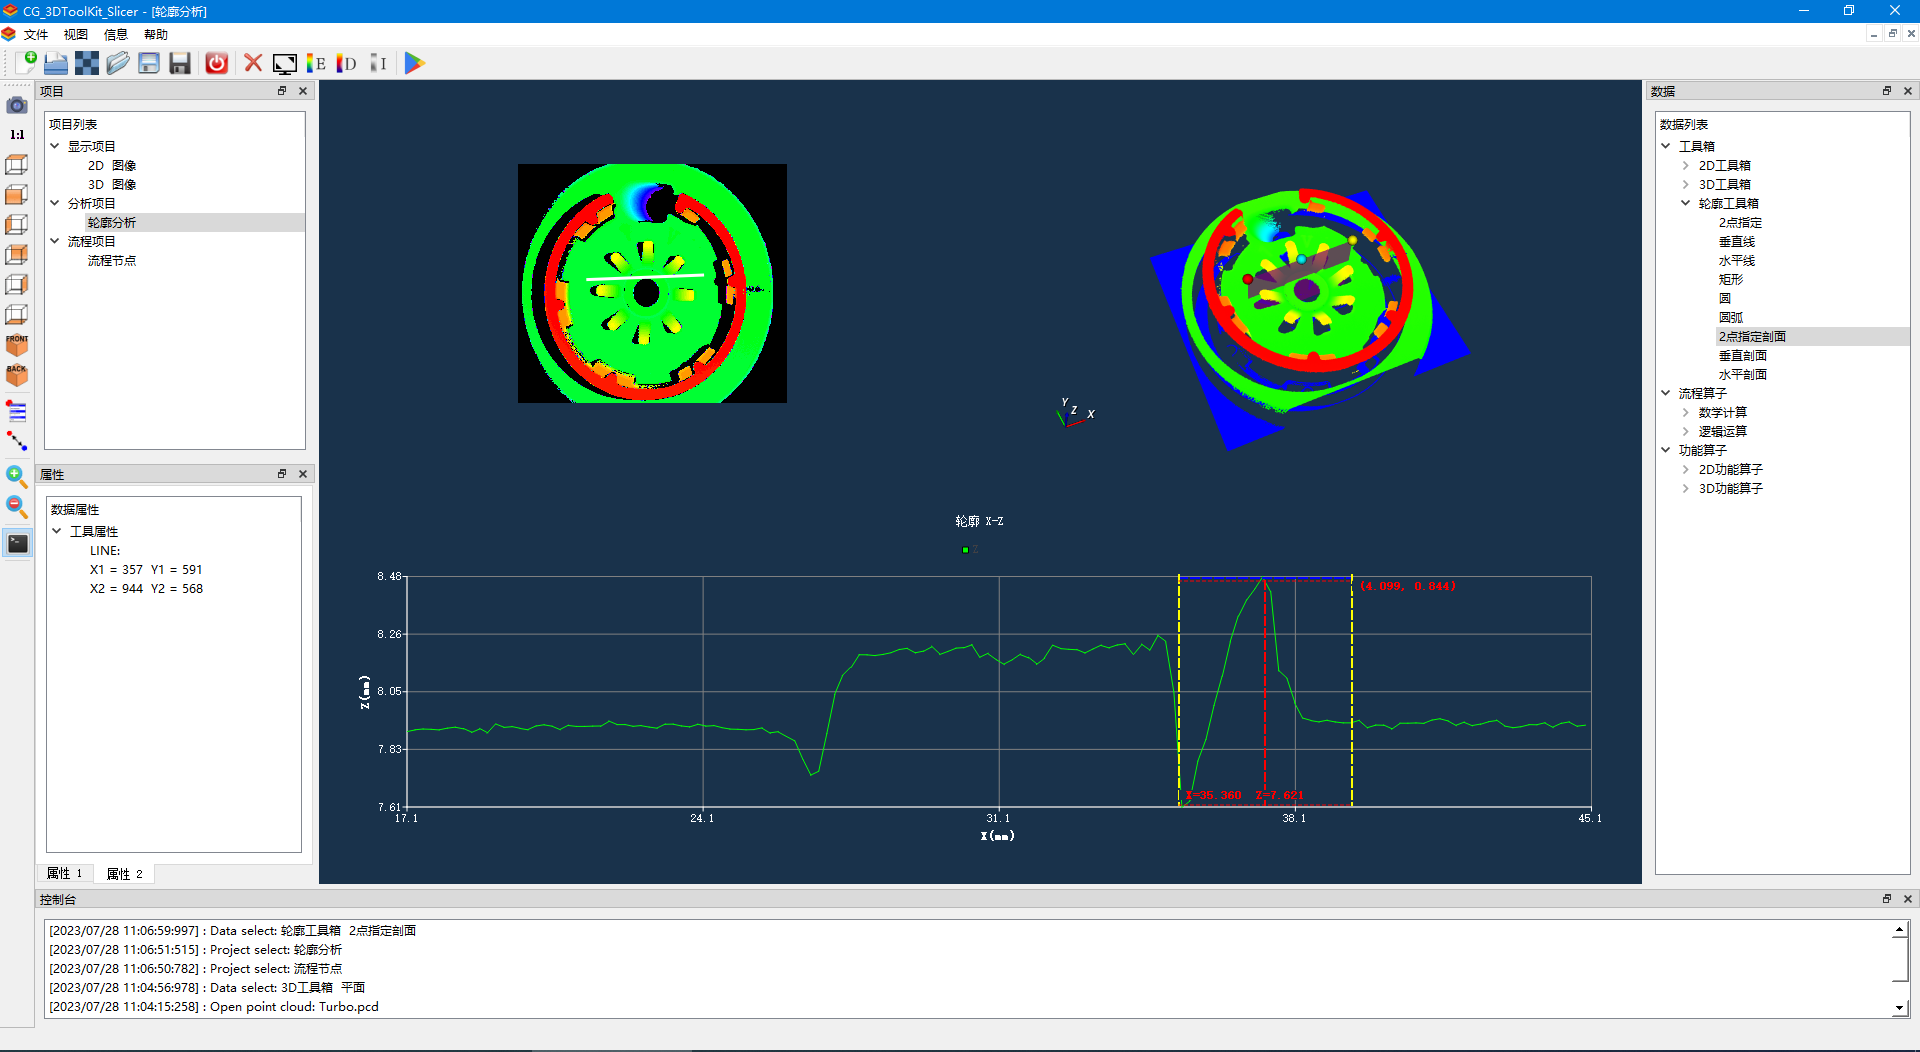 CG_3DToolKit_Slicer - [轮廓分析]
文件 视图 信息 帮助
E D I
项目
项目列表
显示项目
2D 图像
3D 图像
分析项目
轮廓分析
流程项目
流程节点
1:1
FRONT
BACK
属性
数据属性
工具属性
LINE:
X1 = 357 Y1 = 591
X2 = 944 Y2 = 568
属性 1 属性 2
Y
Z
X
轮廓 X-Z
Z
8.48
8.26
8.05
7.83
7.61
Z(mm)
(4.099, 0.844)
X=35.360 Z=7.621
17.1 24.1 31.1 38.1 45.1
X(mm)
数据
数据列表
工具箱
2D工具箱
3D工具箱
轮廓工具箱
2点指定
垂直线
水平线
矩形
圆
圆弧
2点指定剖面
垂直剖面
水平剖面
流程算子
数学计算
逻辑运算
功能算子
2D功能算子
3D功能算子
控制台
[2023/07/28 11:06:59:997] : Data select: 轮廓工具箱 2点指定剖面
[2023/07/28 11:06:51:515] : Project select: 轮廓分析
[2023/07/28 11:06:50:782] : Project select: 流程节点
[2023/07/28 11:04:56:978] : Data select: 3D工具箱 平面
[2023/07/28 11:04:15:258] : Open point cloud: Turbo.pcd